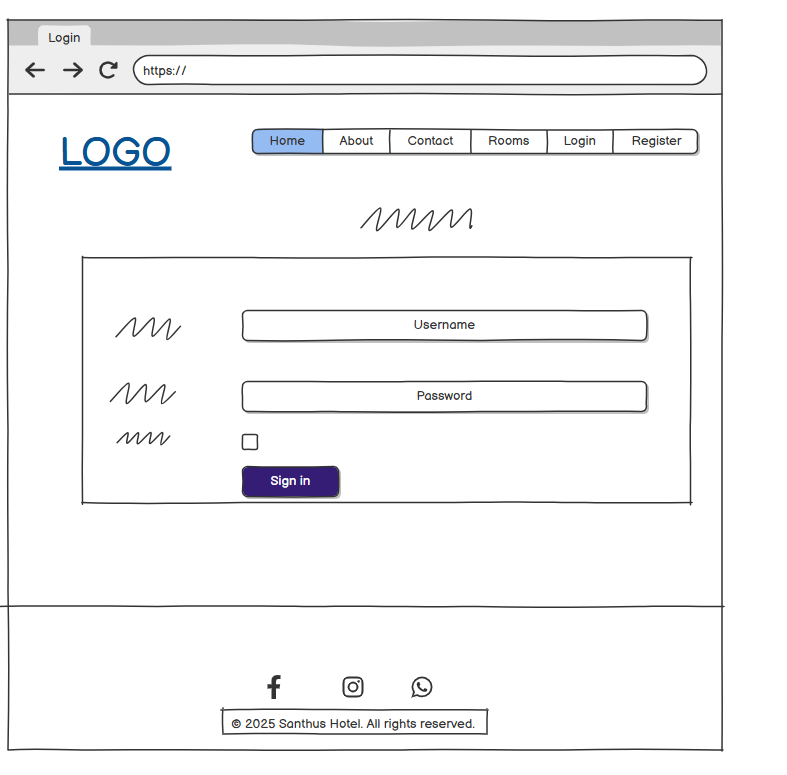 Login
https://
LOGO
Home About Contact Rooms Login Register
Username
Password
Sign in
© 2025 Santhus Hotel. All rights reserved.